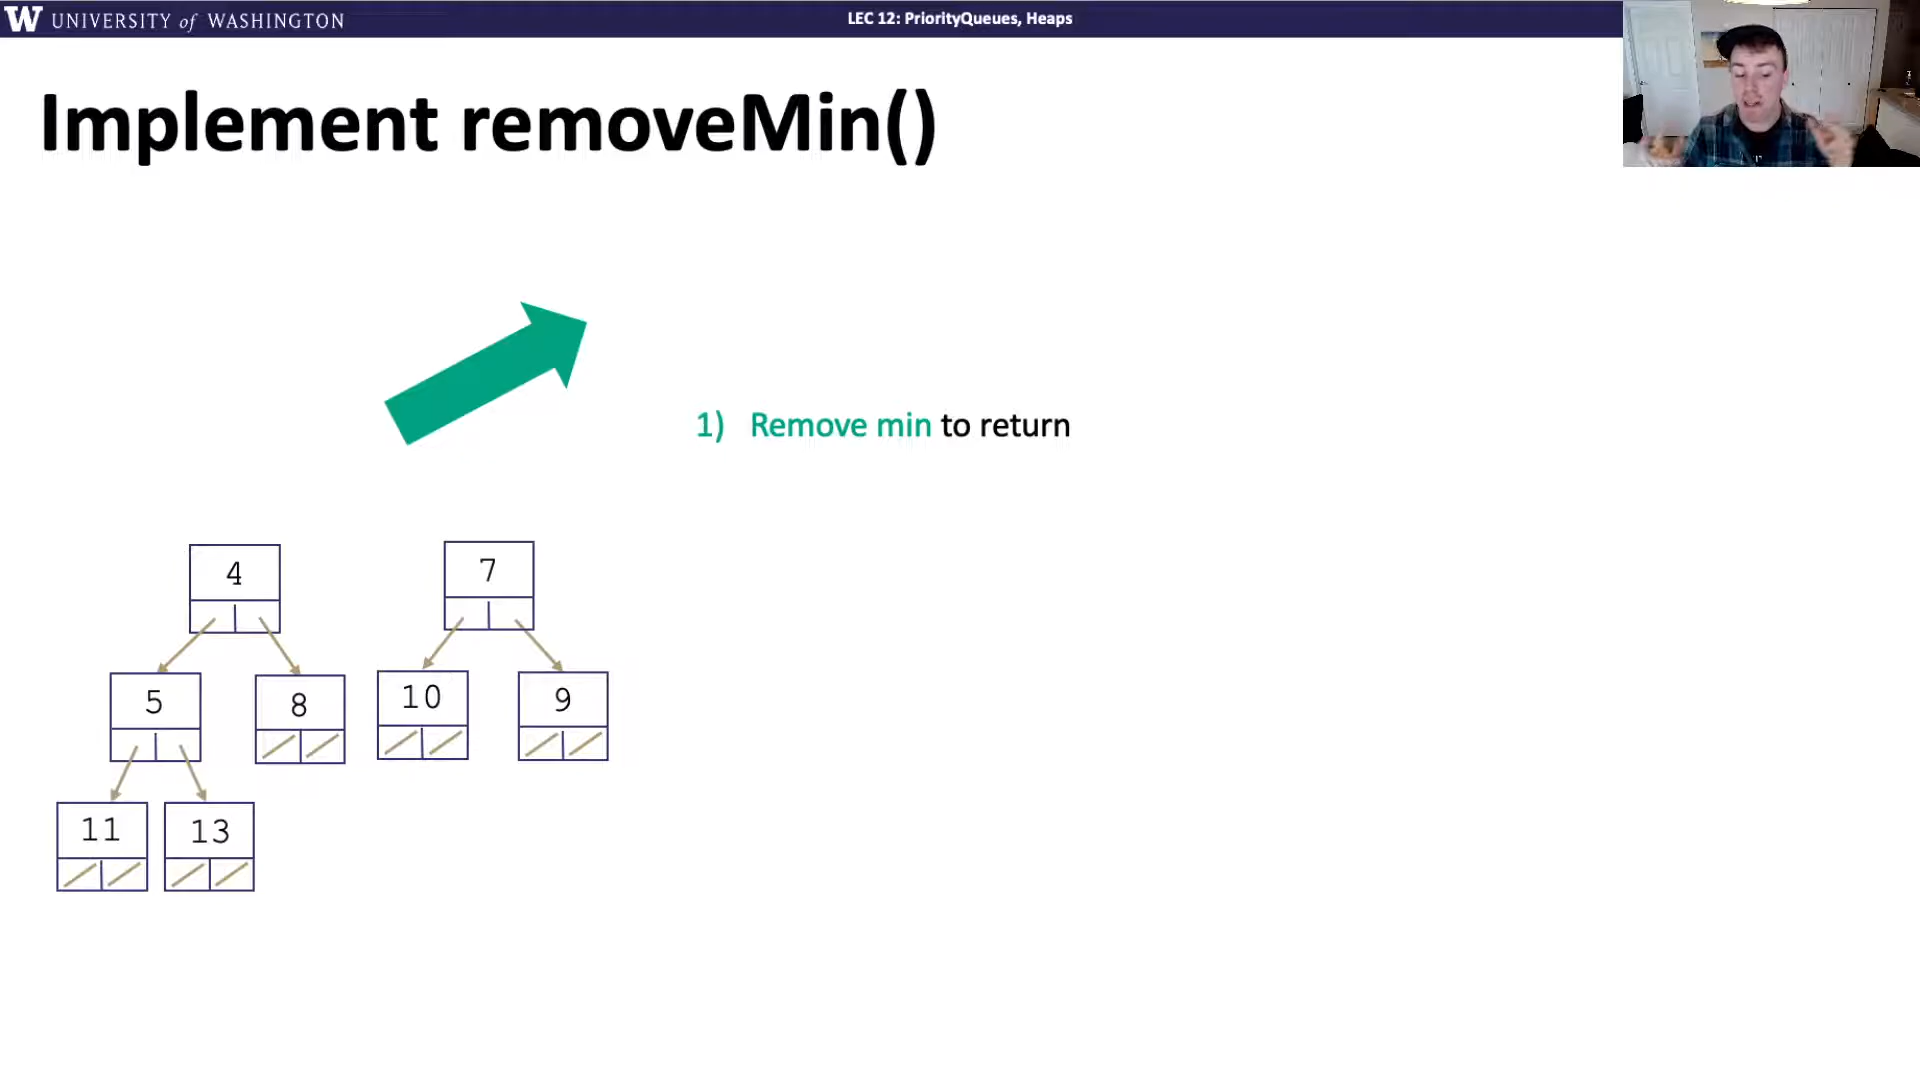 W UNIVERSITY of WASHINGTON
LEC 12: PriorityQueues, Heaps
Implement removeMin()
1) Remove min to return
4
7
5
8
10
9
11
13